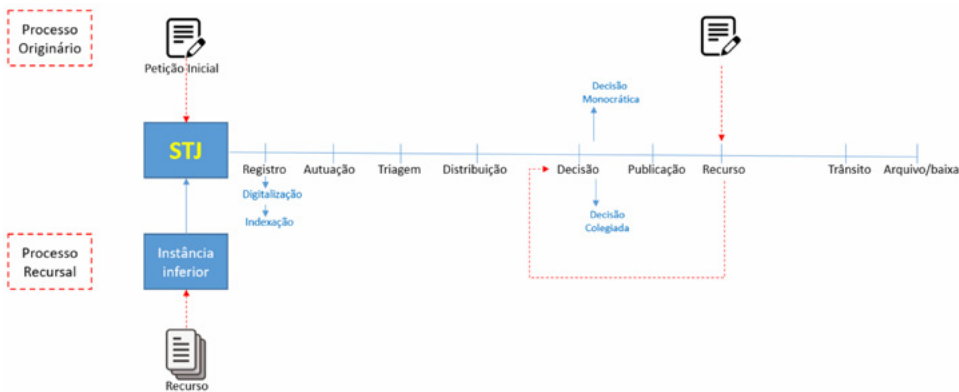 Processo
Originário
Petição Inicial
STJ
Decisão
Monocrática
Registro
Autuação
Triagem
Distribuição
Decisão
Publicação
Recurso
Trânsito
Arquivo/baixa
Digitalização
Indexação
Decisão
Colegiada
Processo
Recursal
Instância
inferior
Recurso